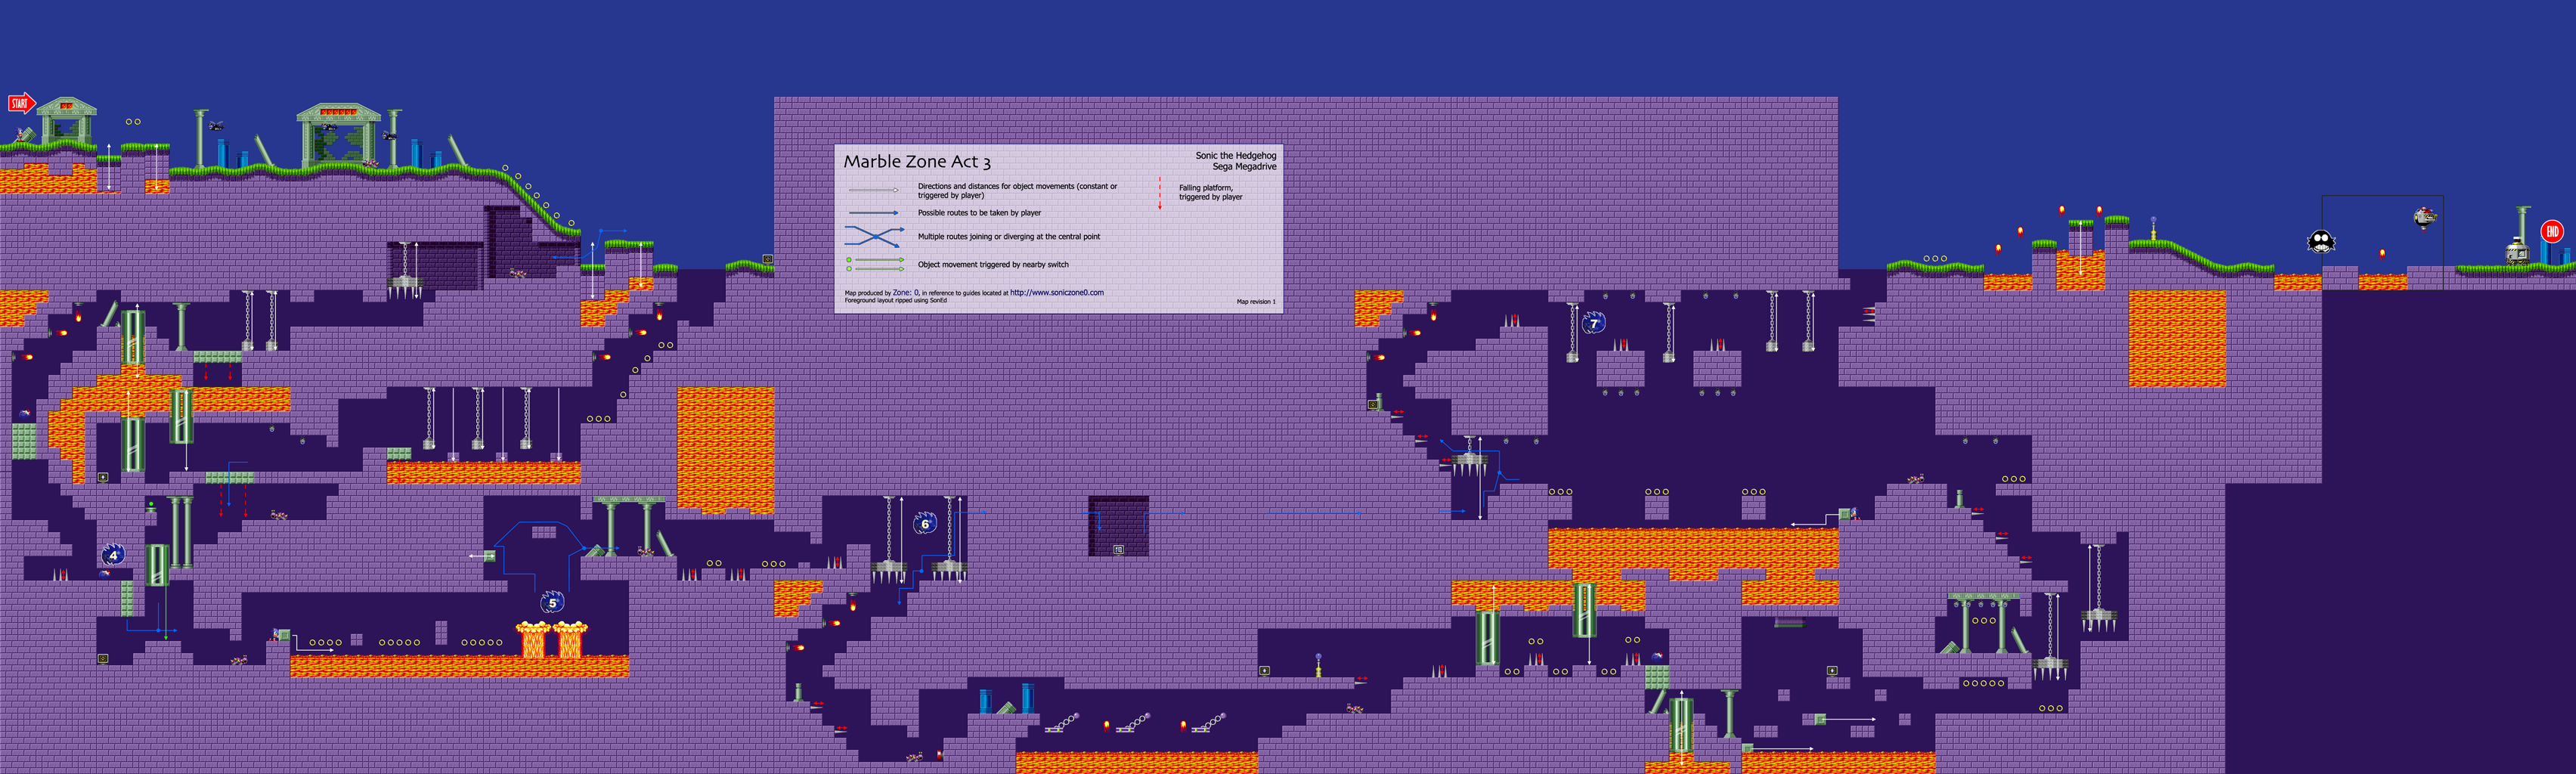 START
Marble Zone Act 3
Sonic the Hedgehog
Sega Megadrive
Directions and distances for object movements (constant or
triggered by player)
Falling platform,
triggered by player
Possible routes to be taken by player
Multiple routes joining or diverging at the central point
Object movement triggered by nearby switch
Map produced by Zone: 0, in reference to guides located at http://www.soniczone0.com
Foreground layout ripped using SonEd
Map revision 1
END
7
6
4
5